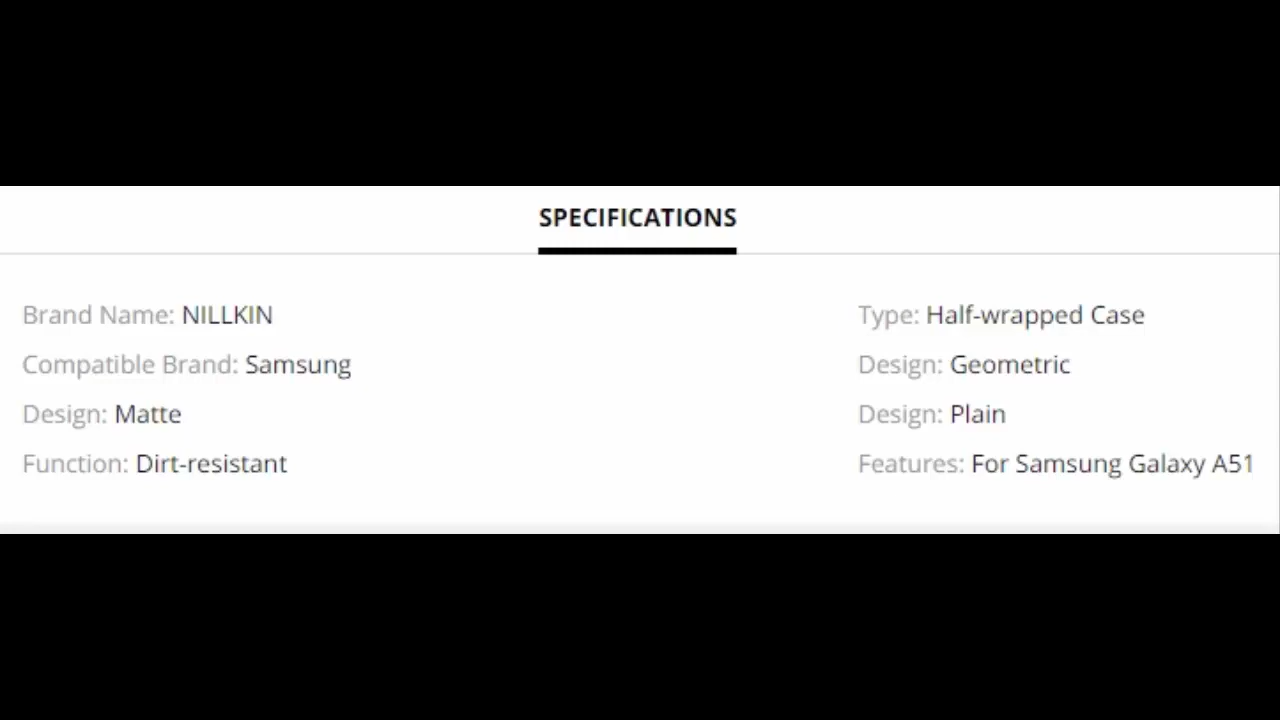 SPECIFICATIONS
Brand Name: NILLKIN
Type: Half-wrapped Case
Compatible Brand: Samsung
Design: Geometric
Design: Matte
Design: Plain
Function: Dirt-resistant
Features: For Samsung Galaxy A51